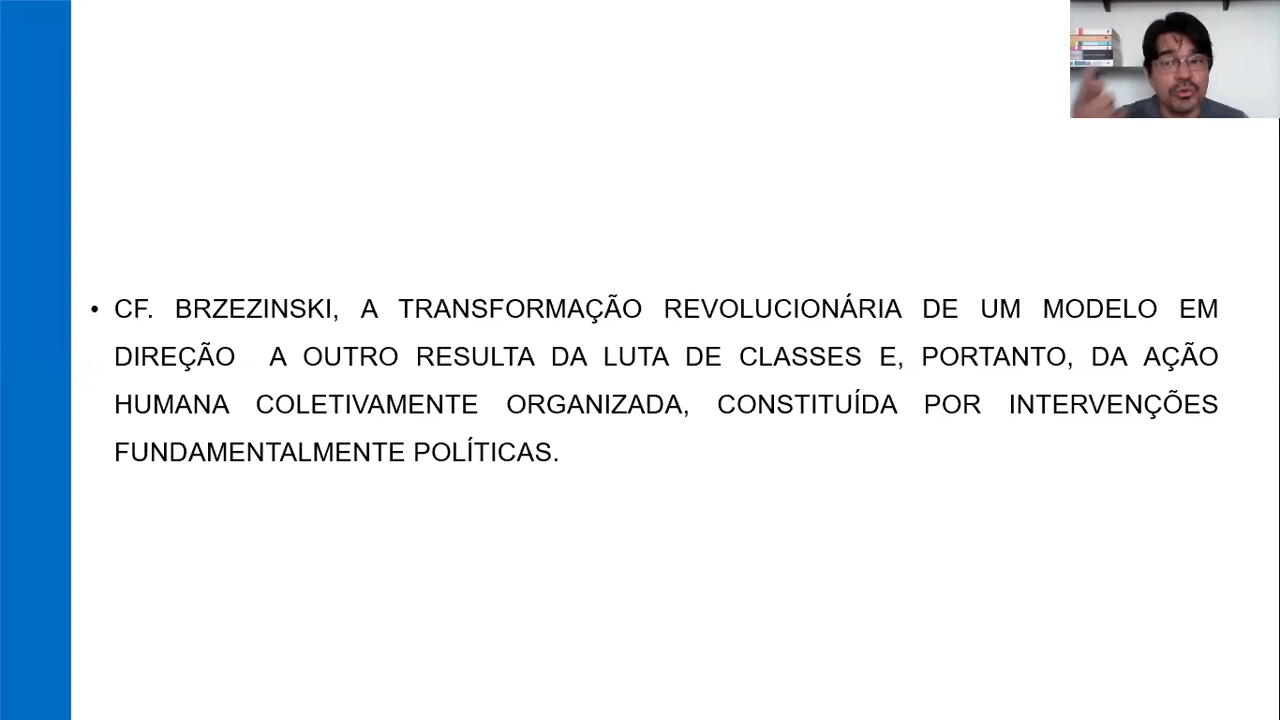 • CF. BRZEZINSKI, A TRANSFORMAÇÃO REVOLUCIONÁRIA DE UM MODELO EM
DIREÇÃO A OUTRO RESULTA DA LUTA DE CLASSES E, PORTANTO, DA AÇÃO
HUMANA COLETIVAMENTE ORGANIZADA, CONSTITUÍDA POR INTERVENÇÕES
FUNDAMENTALMENTE POLÍTICAS.